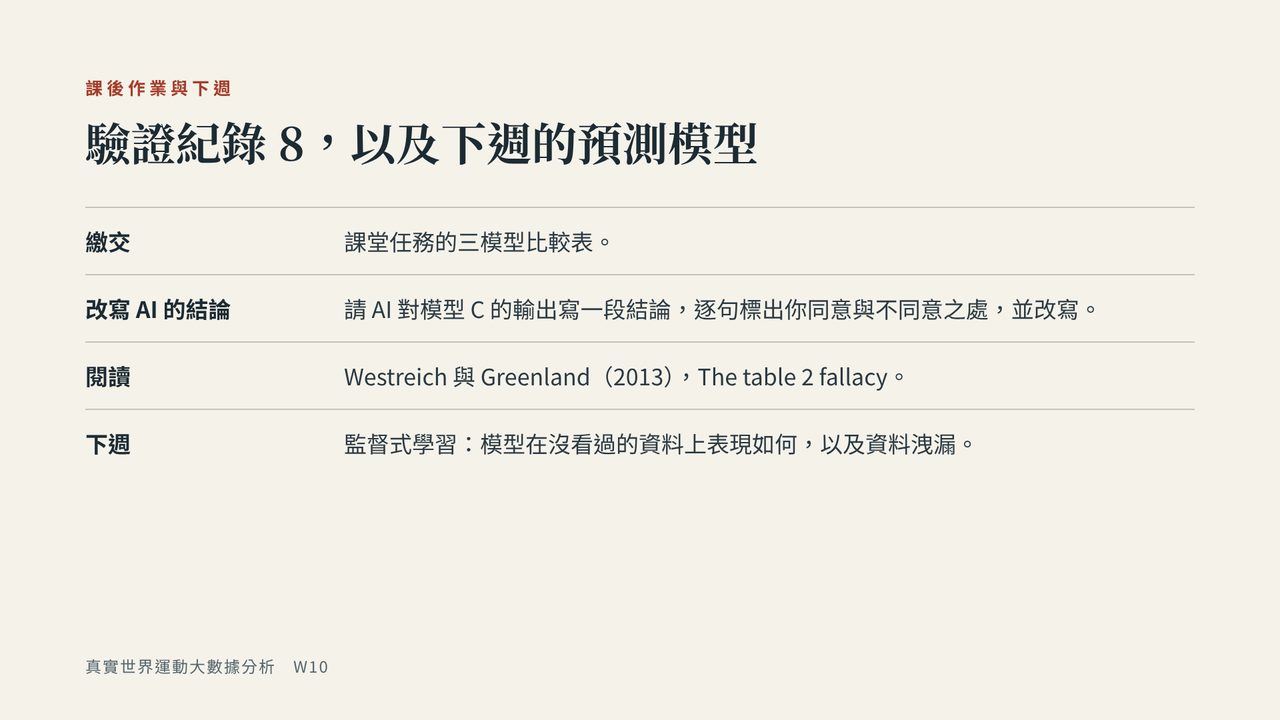 課後作業與下週
驗證紀錄 8，以及下週的預測模型
繳交 課堂任務的三模型比較表。
改寫 AI 的結論 請 AI 對模型 C 的輸出寫一段結論，逐句標出你同意與不同意之處，並改寫。
閱讀 Westreich 與 Greenland（2013），The table 2 fallacy。
下週 監督式學習：模型在沒看過的資料上表現如何，以及資料洩漏。
真實世界運動大數據分析 W10